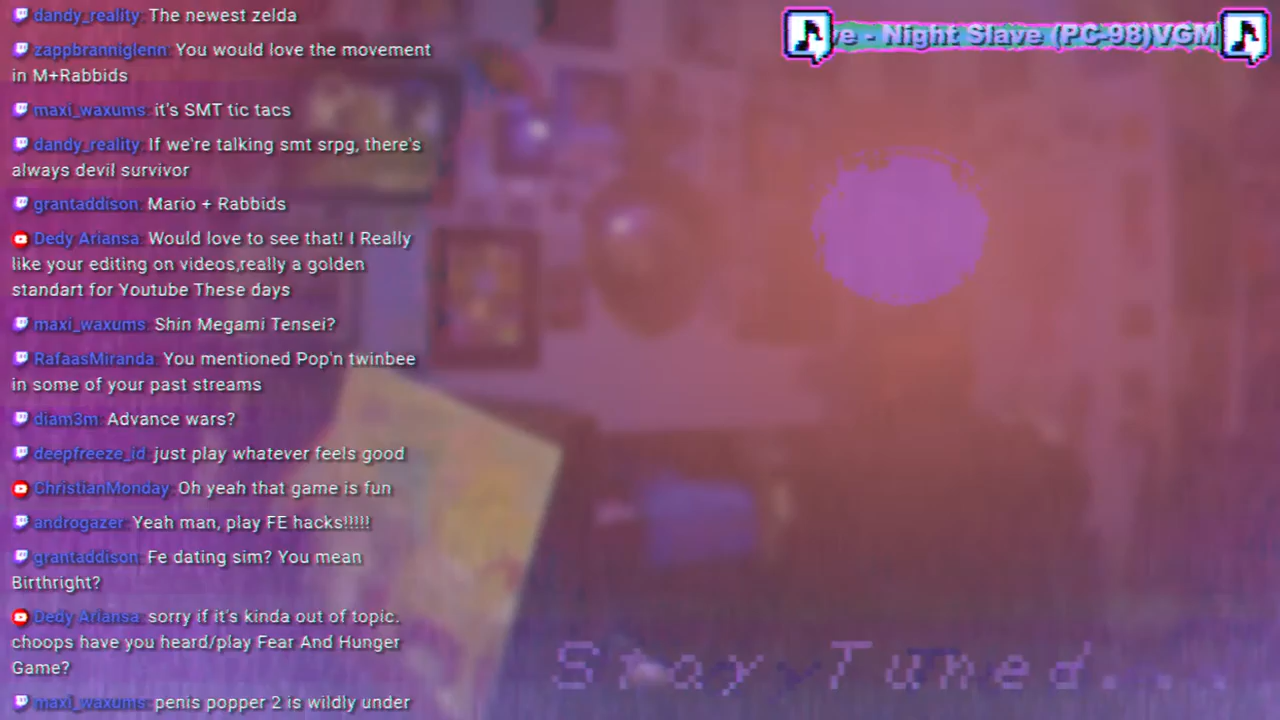 dandy_reality: The newest zelda
zappbranniglenn: You would love the movement
in M+Rabbids
maxi_waxums: it's SMT tic tacs
dandy_reality: If we're talking smt srpg, there's
always devil survivor
grantaddison: Mario + Rabbids
Dedy Ariansa: Would love to see that! I Really
like your editing on videos,really a golden
standart for Youtube These days
maxi_waxums: Shin Megami Tensei?
RafaasMiranda: You mentioned Pop'n twinbee
in some of your past streams
diam3m: Advance wars?
deepfreeze_id: just play whatever feels good
ChristianMonday: Oh yeah that game is fun
androgazer: Yeah man, play FE hacks!!!!!
grantaddison: Fe dating sim? You mean
Birthright?
Dedy Ariansa: sorry if it's kinda out of topic.
choops have you heard/play Fear And Hunger
Game?
maxi_waxums: penis popper 2 is wildly under
ve - Night Slave (PC-98)VGM
Stay Tuned...